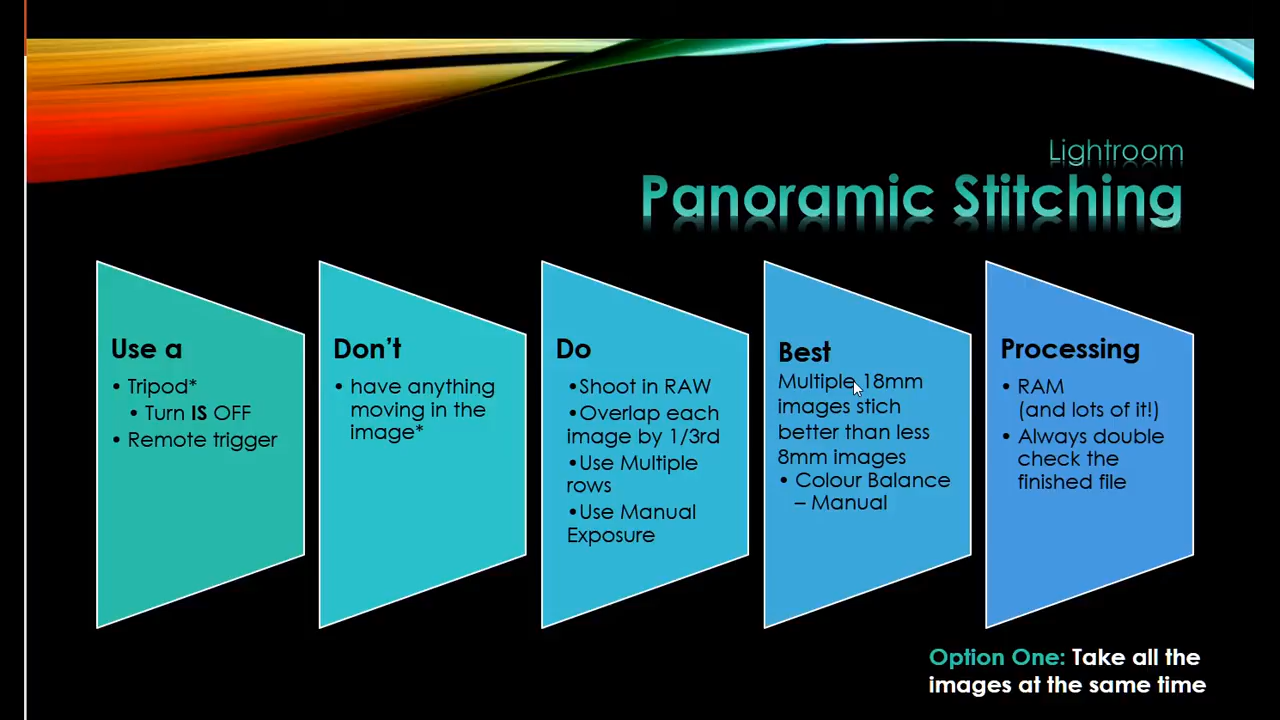 Lightroom
Panoramic Stitching
Use a
• Tripod*
• Turn IS OFF
• Remote trigger
Don't
• have anything
moving in the
image*
Do
•Shoot in RAW
•Overlap each
image by 1/3rd
•Use Multiple
rows
•Use Manual
Exposure
Best
Multiple 18mm
images stich
better than less
8mm images
• Colour Balance
– Manual
Processing
• RAM
(and lots of it!)
• Always double
check the
finished file
Option One: Take all the
images at the same time